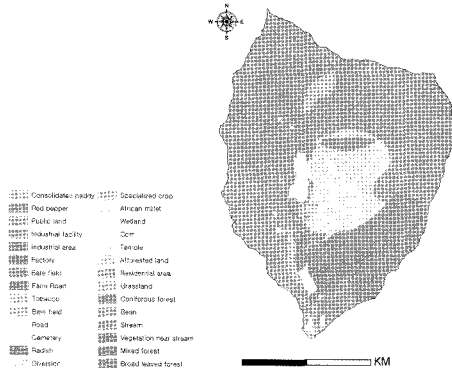 N
W E
S
Consolidated paddy
Red pepper
Public land
Industrial facility
Industrial area
Factory
Bare field
Farm Road
Tobacco
Bare field
Road
Cemetery
Radish
Diversion
Specialized crop
African millet
Wetland
Corn
Temple
Afforested land
Residential area
Grassland
Coniforous forest
Bean
Stream
Vegetation near stream
Mixed forest
Broad leaved forest
KM